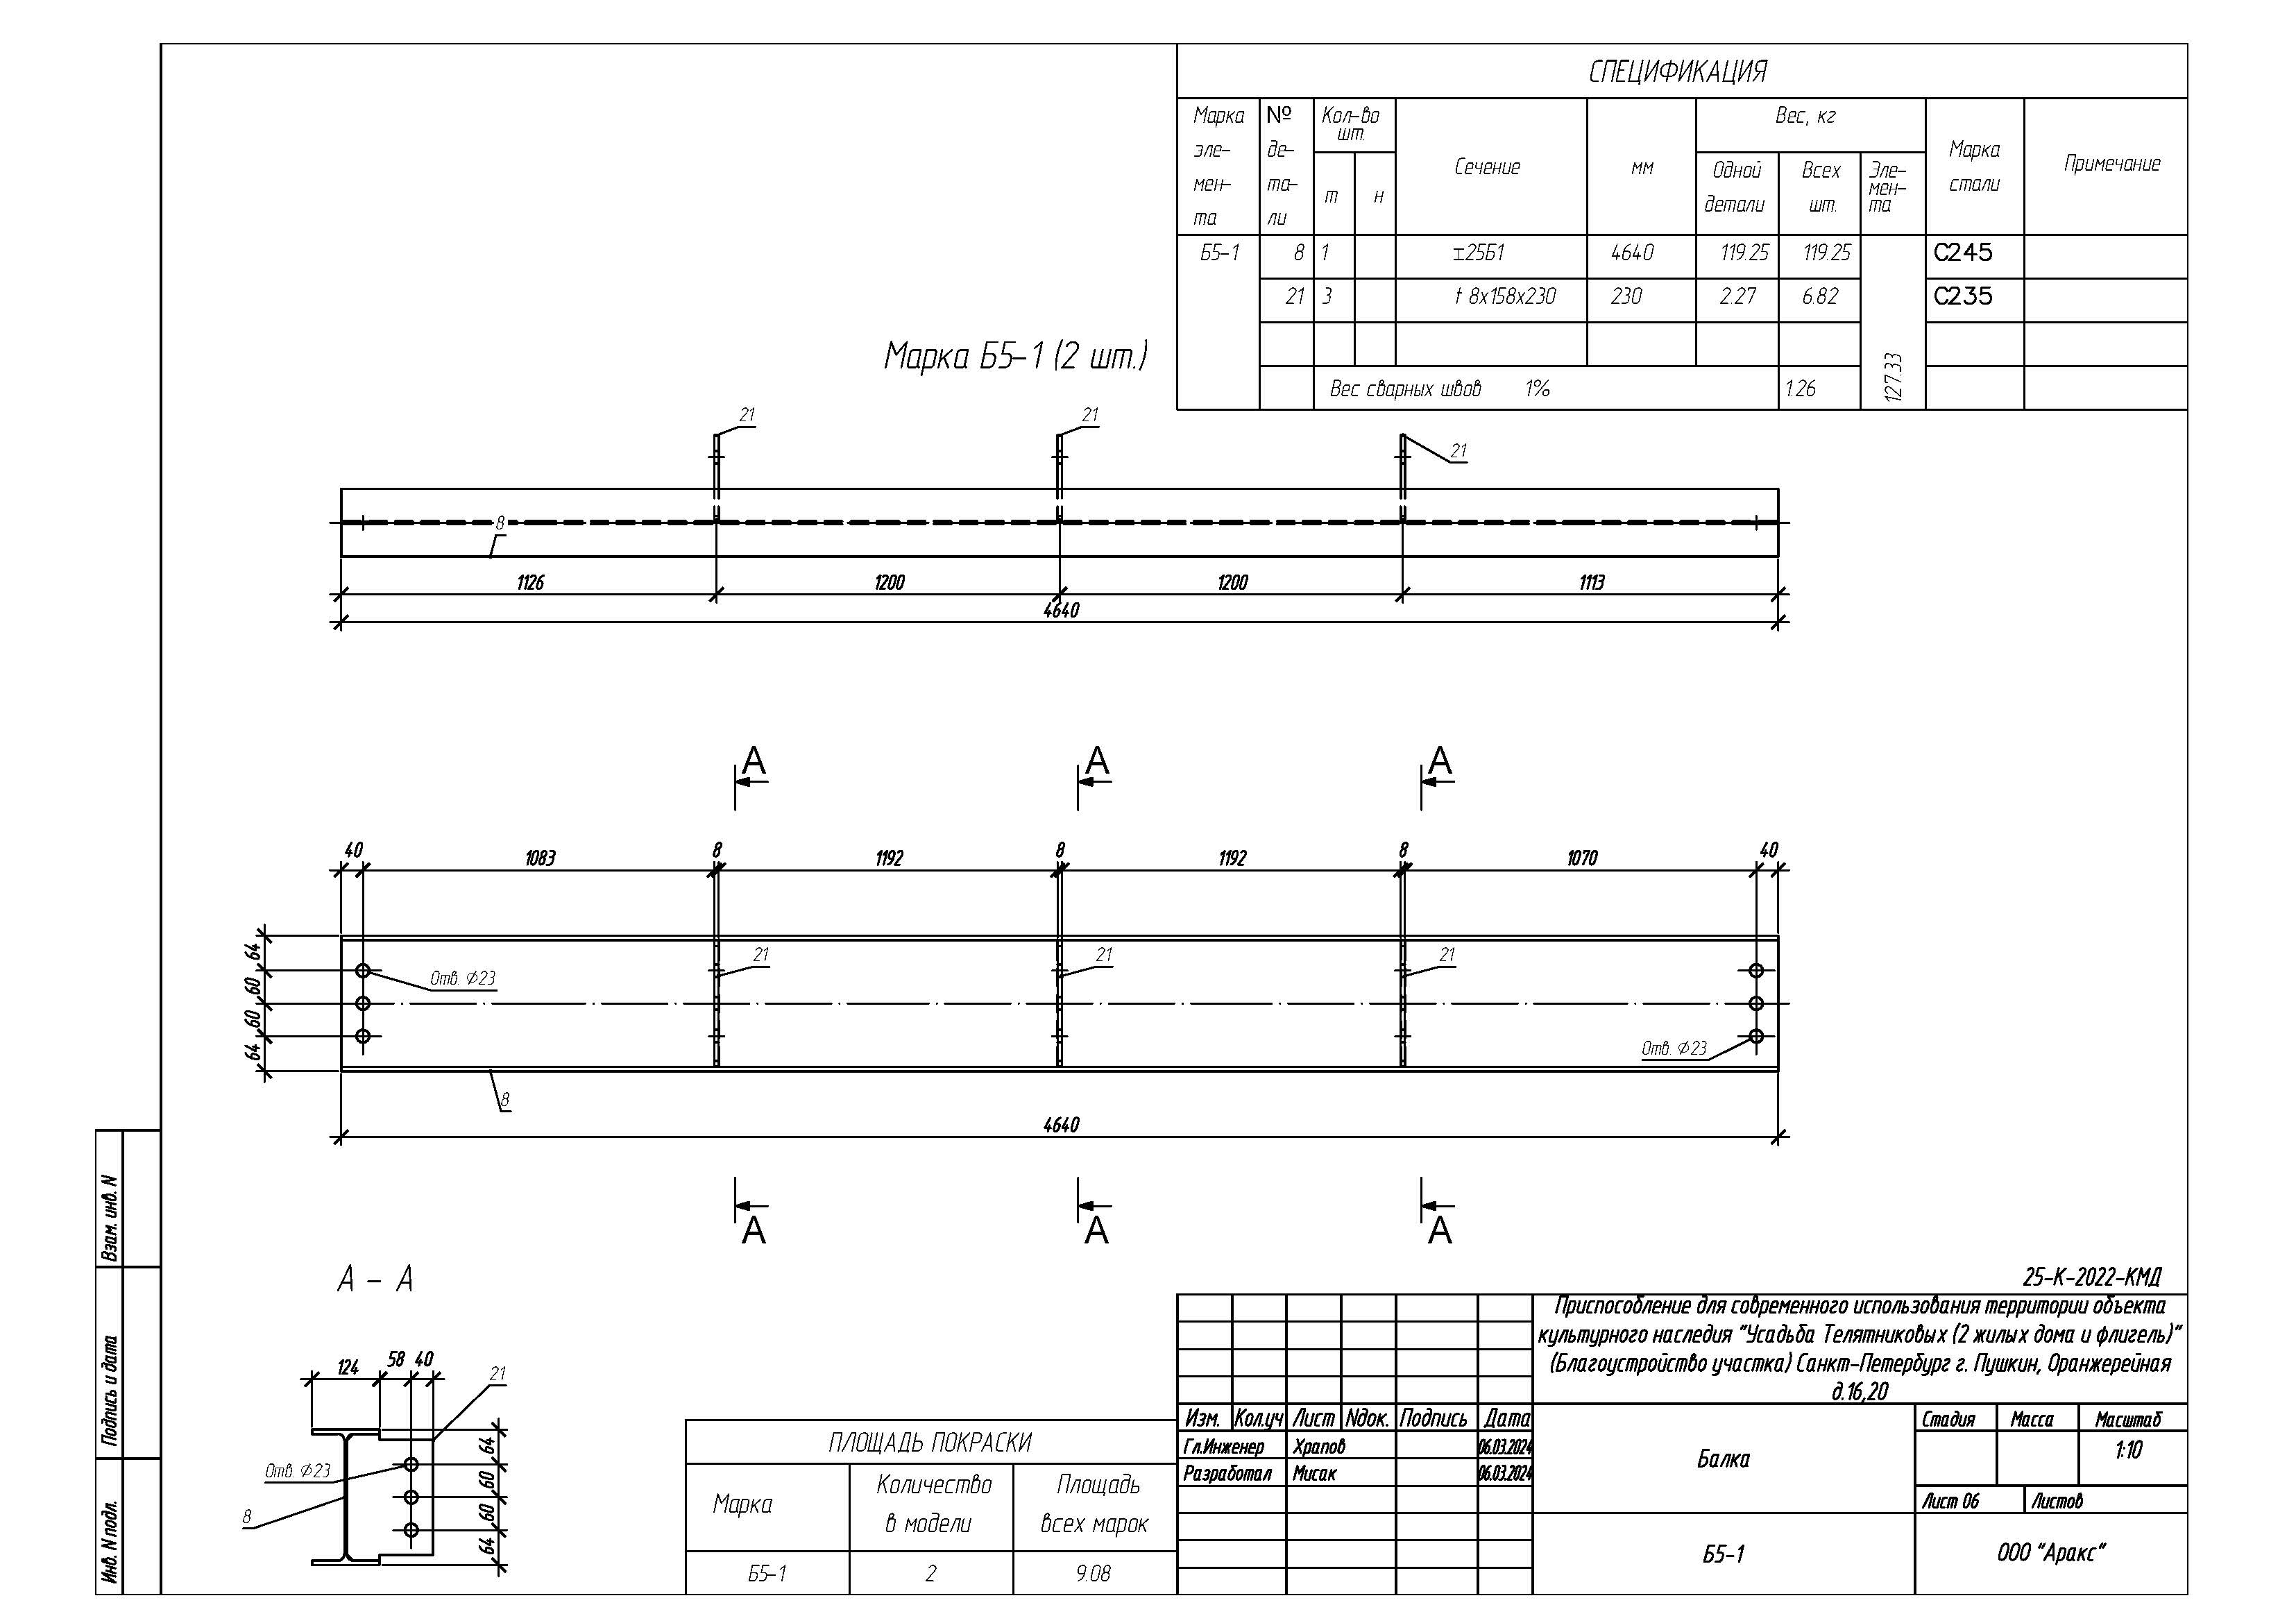 СПЕЦИФИКАЦИЯ
Марка эле-мен-та
№ де-та-ли
Кол-во шт.
т
н
Сечение
мм
Вес, кг
Одной детали
Всех шт.
Эле-мен-та
Марка стали
Примечание
Б5-1 8 1 ⌶25Б1 4640 119.25 119.25 С245
21 3 t 8x158x230 230 2.27 6.82 С235
127.33
Вес сварных швов 1% 1.26
Марка Б5-1 (2 шт.)
21 21 21
8
1126 1200 1200 1113
4640
А А А
40 1083 8 1192 8 1192 8 1070 40
64
60
60
64
21 21 21
Отв. Ø23
Отв. Ø23
8
4640
А А А
А - А
124 58 40
21
64
60
60
64
Отв. Ø23
8
ПЛОЩАДЬ ПОКРАСКИ
Марка
Количество в модели
Площадь всех марок
Б5-1 2 9.08
25-К-2022-КМД
Приспособление для современного использования территории объекта
культурного наследия "Усадьба Телятниковых (2 жилых дома и флигель)"
(Благоустройство участка) Санкт-Петербург г. Пушкин, Оранжерейная
д.16,20
Изм. Кол.уч Лист Nдок. Подпись Дата
Гл.Инженер Храпов 06.03.2024
Разработал Мисак 06.03.2024
Балка
Стадия Масса Масштаб
1:10
Лист 06 Листов
Б5-1
ООО "Аракс"
Взам. инв. N
Подпись и дата
Инв. N подл.